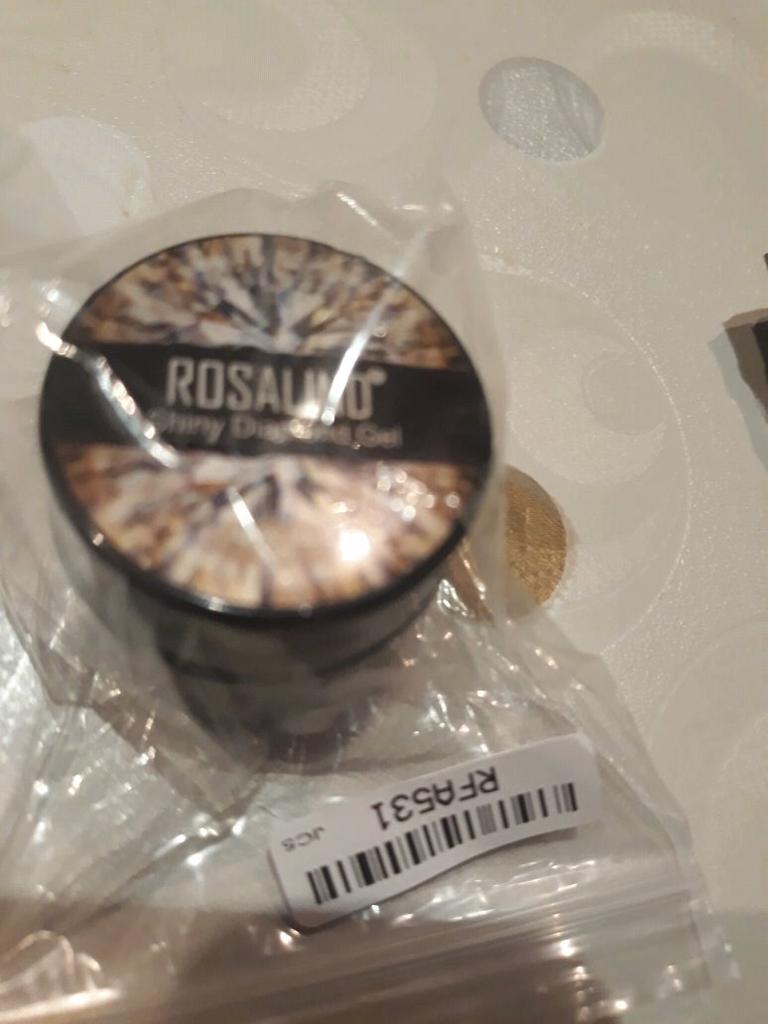 ROSALIND
Shiny Diamond Gel
RFA531
JCS